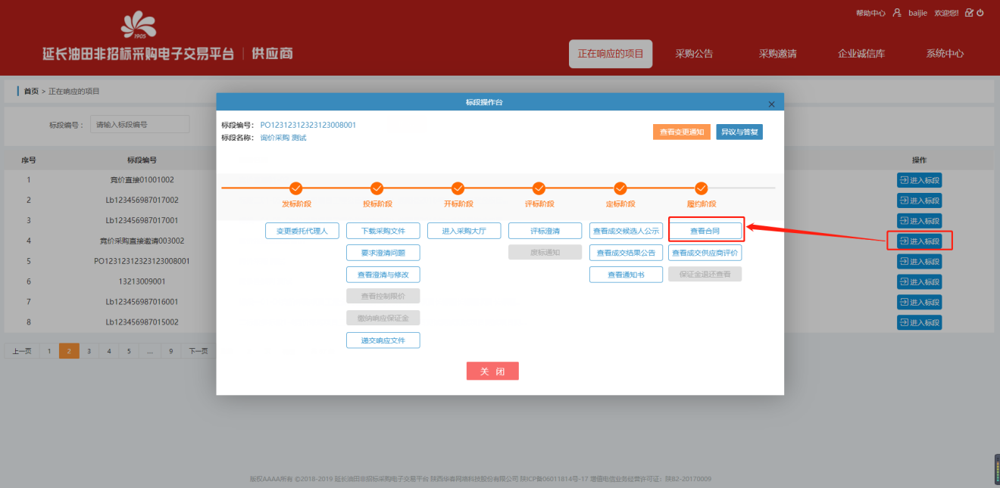 帮助中心 baijie 欢迎您!!
1905
延长油田非招标采购电子交易平台 | 供应商
正在响应的项目 采购公告 采购邀请 企业诚信库 系统中心
首页 > 正在响应的项目
标段编号： 请输入标段编号
标段操作台
×
标段编号： PO12312312323123008001
标段名称： 询价采购 测试
查看变更通知 异议与答复
序号 标段编号 操作
1 竞价直接01001002 进入标段
2 Lb123456987017002 进入标段
3 Lb123456987017001 进入标段
4 竞价采购直接邀请003002 进入标段
5 PO12312312323123008001 进入标段
6 13213009001 进入标段
7 Lb123456987016001 进入标段
8 Lb123456987015002 进入标段
发标阶段 投标阶段 开标阶段 评标阶段 定标阶段 履约阶段
变更委托代理人 下载采购文件 进入采购大厅 评标澄清 查看成交候选人公示 查看合同
要求澄清问题 废标通知 查看成交结果公告 查看成交供应商评价
查看澄清与修改 查看通知书 保证金退还查看
查看控制限价
缴纳响应保证金
递交响应文件
关 闭
上一页 1 2 3 4 5 ... 9 下一页
版权AAAA所有 ©2018-2019 延长油田非招标采购电子交易平台 陕西华春网络科技股份有限公司 陕ICP备06011814号-17 增值电信业务经营许可证：陕B2-20170009